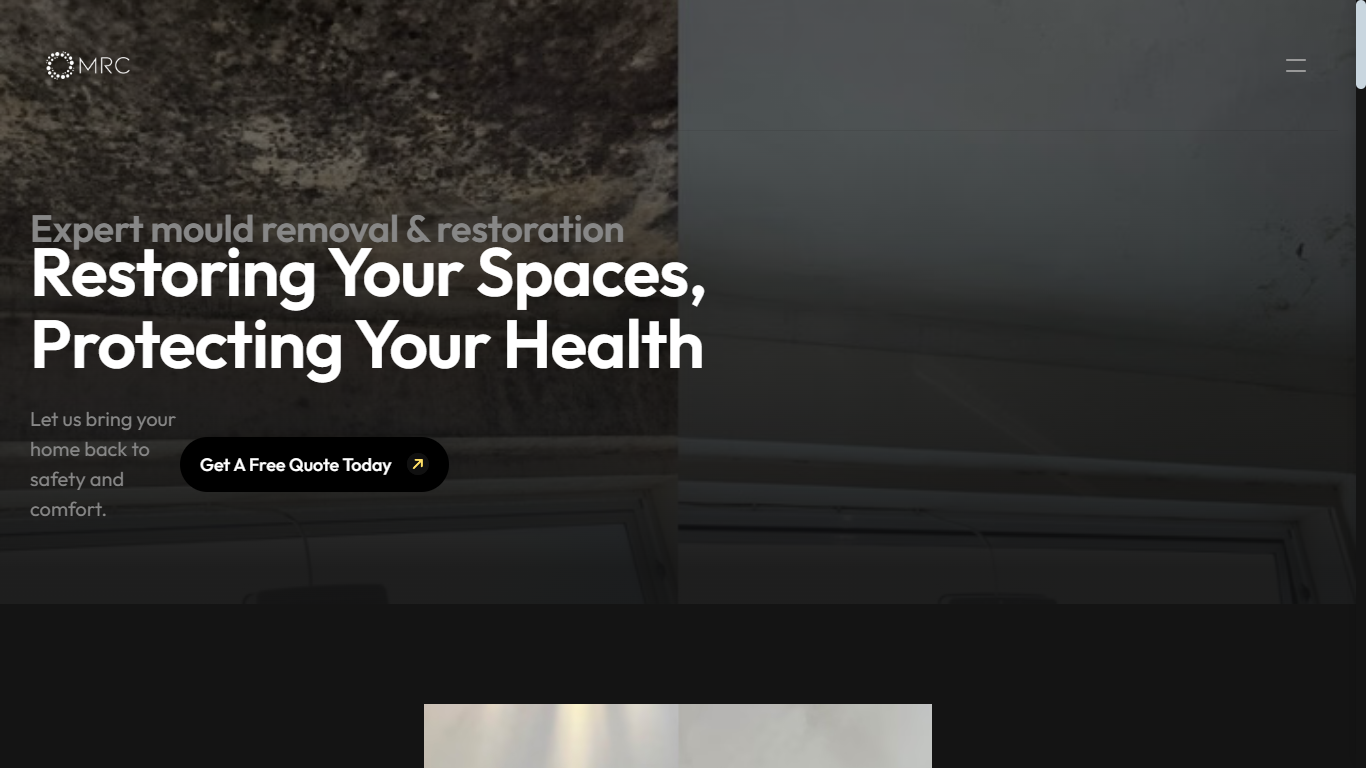 MRC
Expert mould removal & restoration
Restoring Your Spaces,
Protecting Your Health
Let us bring your
home back to
safety and
comfort.
Get A Free Quote Today